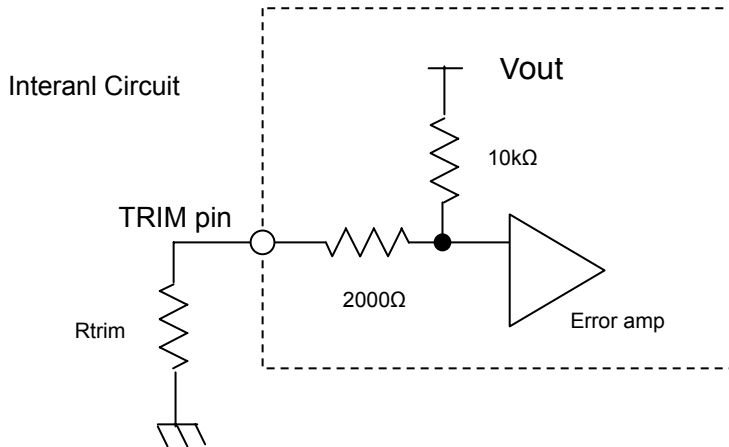 Interanl Circuit
Vout
10kΩ
TRIM pin
2000Ω
Rtrim
Error amp